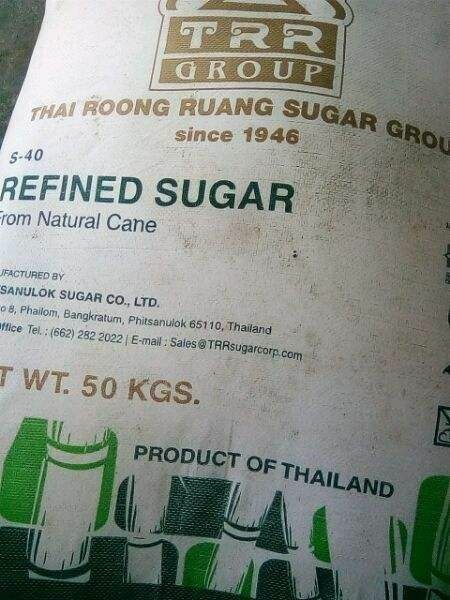 TRR
GROUP
THAI ROONG RUANG SUGAR GROU
since 1946
S-40
REFINED SUGAR
From Natural Cane
UFACTURED BY
TSANULOK SUGAR CO., LTD.
o 8, Phailom, Bangkratum, Phitsanulok 65110, Thailand
ffice Tel. : (662) 282 2022 | E-mail : Sales@TRRsugarcorp.com
T WT. 50 KGS.
PRODUCT OF THAILAND